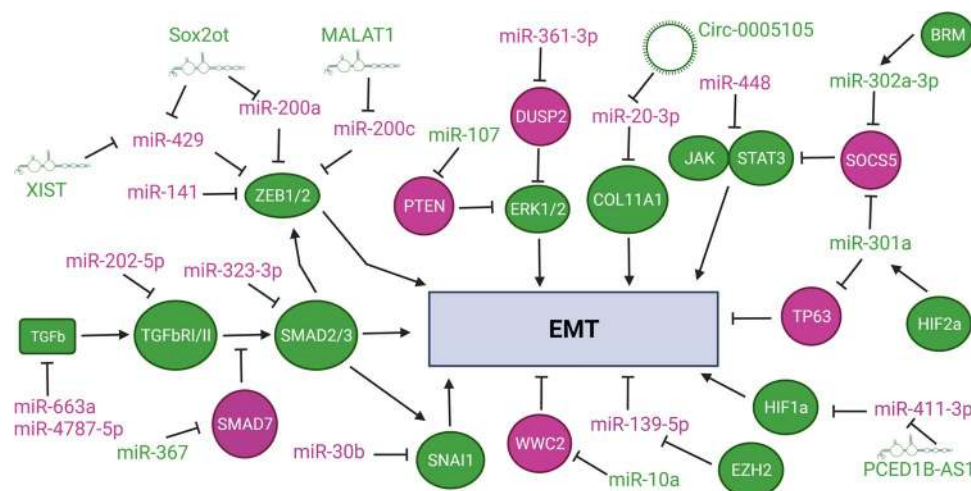 Sox2ot
MALAT1
miR-361-3p
Circ-0005105
BRM
miR-448
miR-302a-3p
miR-200a
DUSP2
miR-20-3p
miR-429
miR-200c
miR-107
JAK
STAT3
SOCS5
XIST
miR-141
ZEB1/2
PTEN
ERK1/2
COL11A1
miR-301a
miR-202-5p
miR-323-3p
TGFb
TGFbRI/II
SMAD2/3
EMT
TP63
HIF2a
miR-663a
miR-4787-5p
SMAD7
HIF1a
miR-411-3p
miR-367
miR-30b
SNAI1
WWC2
miR-139-5p
miR-10a
EZH2
PCED1B-AS1